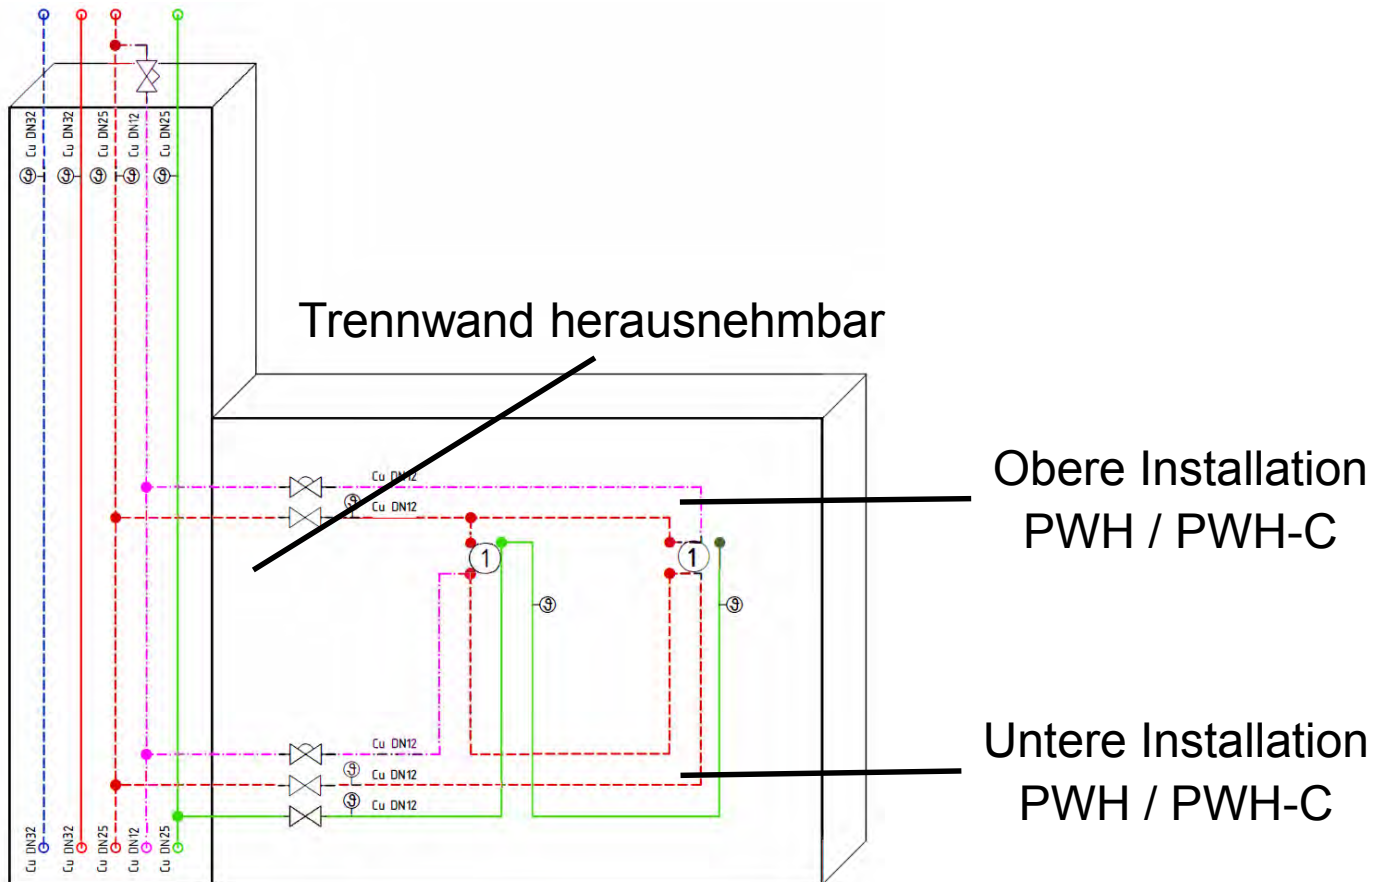 Cu DN32
Cu DN32
Cu DN25
Cu DN12
Cu DN25
ϑ
ϑ
ϑ
ϑ
ϑ
Trennwand herausnehmbar
Cu DN12
ϑ
Cu DN12
Obere Installation
PWH / PWH-C
1
1
ϑ
ϑ
Cu DN12
Untere Installation
PWH / PWH-C
ϑ
Cu DN12
ϑ
Cu DN12
Cu DN32
Cu DN32
Cu DN25
Cu DN12
Cu DN25